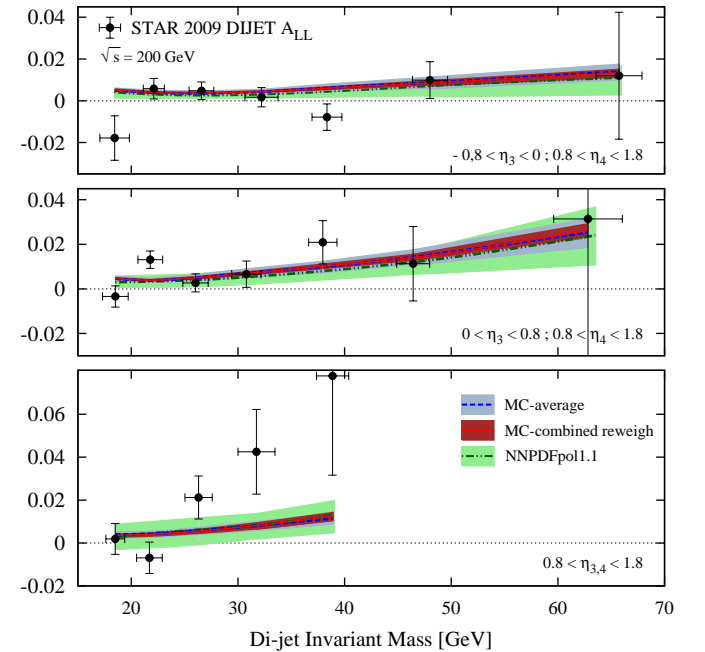 0.04
STAR 2009 DIJET A_LL
√s = 200 GeV
0.02
0
-0.02
- 0,8 < η₃ < 0 ; 0.8 < η₄ < 1.8
0.04
0.02
0
-0.02
0 < η₃ < 0.8 ; 0.8 < η₄ < 1.8
MC-average
0.06
MC-combined reweigh
NNPDFpol1.1
0.04
0.02
0
0.8 < η₃,₄ < 1.8
-0.02
20 30 40 50 60 70
Di-jet Invariant Mass [GeV]